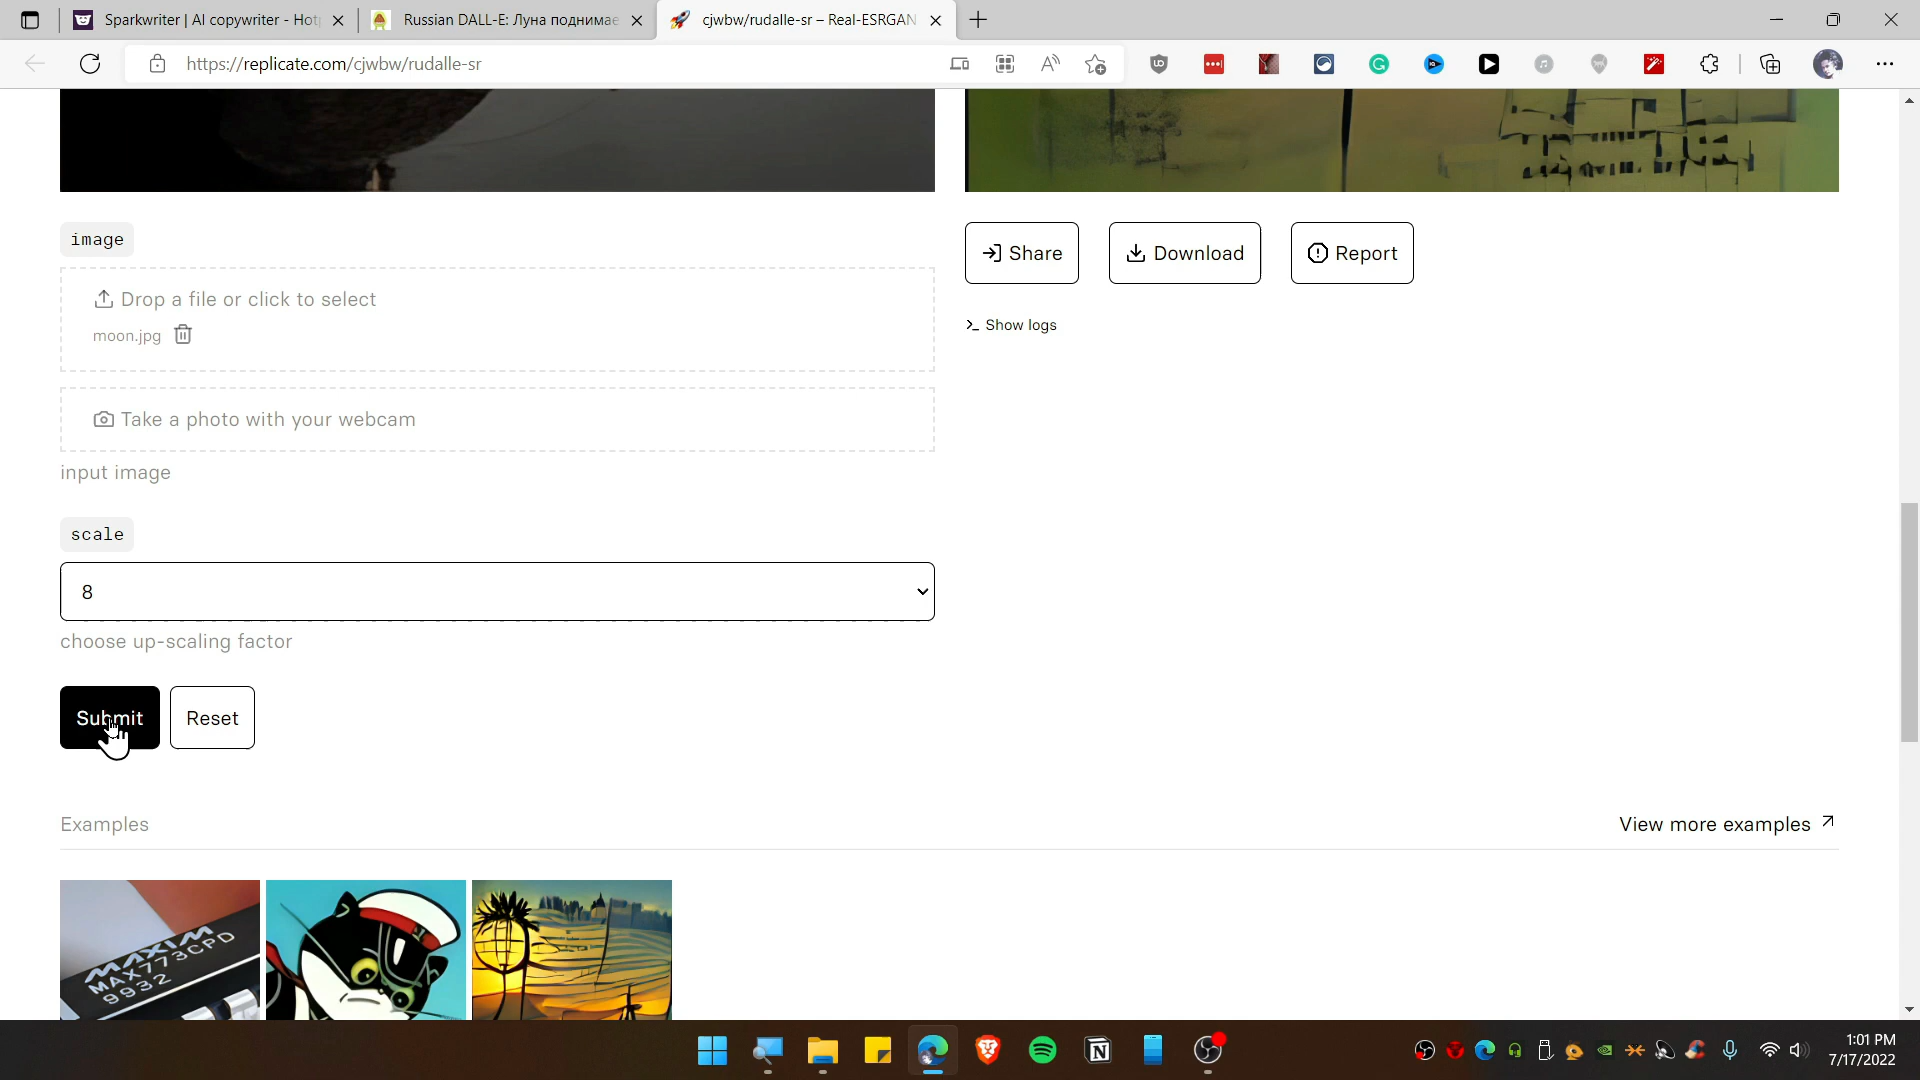 Sparkwriter | AI copywriter - Hot
Russian DALL-E: Луна поднимае
cjwbw/rudalle-sr – Real-ESRGAN
https://replicate.com/cjwbw/rudalle-sr
image
Drop a file or click to select
moon.jpg
Take a photo with your webcam
input image
scale
8
choose up-scaling factor
Submit
Reset
Share
Download
Report
Show logs
Examples
View more examples
MAXIM
MAX773CPD
9932
1:01 PM
7/17/2022